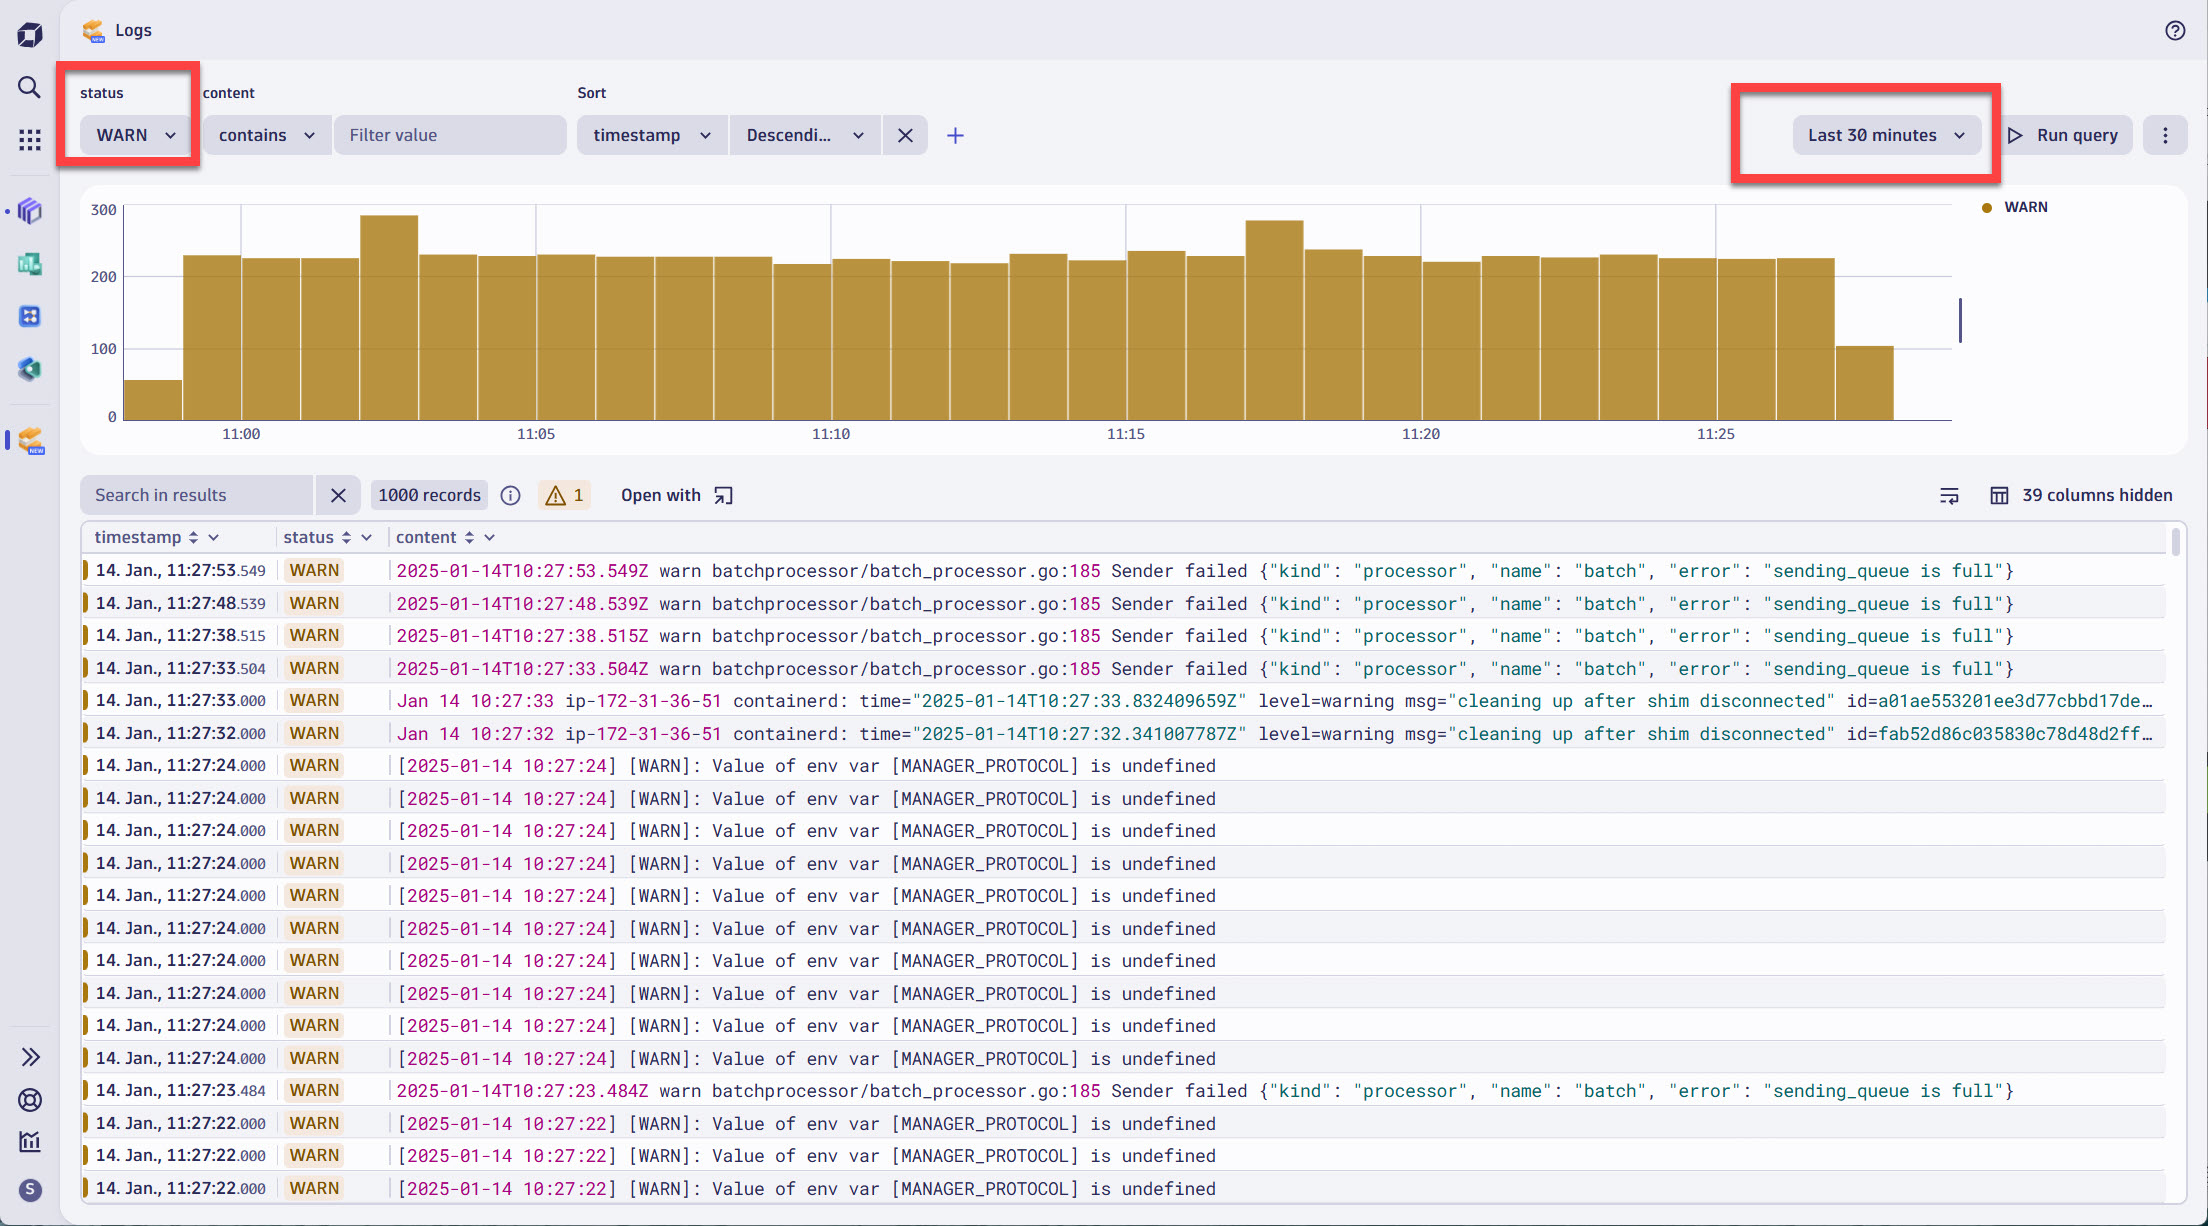 Logs
NEW
status content Sort
WARN contains Filter value timestamp Descendi... Last 30 minutes Run query
300
200
100
0
WARN
11:00 11:05 11:10 11:15 11:20 11:25
NEW
Search in results 1000 records 1 Open with 39 columns hidden
timestamp status content
14. Jan., 11:27:53.549 WARN 2025-01-14T10:27:53.549Z warn batchprocessor/batch_processor.go:185 Sender failed {"kind": "processor", "name": "batch", "error": "sending_queue is full"}
14. Jan., 11:27:48.539 WARN 2025-01-14T10:27:48.539Z warn batchprocessor/batch_processor.go:185 Sender failed {"kind": "processor", "name": "batch", "error": "sending_queue is full"}
14. Jan., 11:27:38.515 WARN 2025-01-14T10:27:38.515Z warn batchprocessor/batch_processor.go:185 Sender failed {"kind": "processor", "name": "batch", "error": "sending_queue is full"}
14. Jan., 11:27:33.504 WARN 2025-01-14T10:27:33.504Z warn batchprocessor/batch_processor.go:185 Sender failed {"kind": "processor", "name": "batch", "error": "sending_queue is full"}
14. Jan., 11:27:33.000 WARN Jan 14 10:27:33 ip-172-31-36-51 containerd: time="2025-01-14T10:27:33.832409659Z" level=warning msg="cleaning up after shim disconnected" id=a01ae553201ee3d77cbbd17de…
14. Jan., 11:27:32.000 WARN Jan 14 10:27:32 ip-172-31-36-51 containerd: time="2025-01-14T10:27:32.341007787Z" level=warning msg="cleaning up after shim disconnected" id=fab52d86c035830c78d48d2ff…
14. Jan., 11:27:24.000 WARN [2025-01-14 10:27:24] [WARN]: Value of env var [MANAGER_PROTOCOL] is undefined
14. Jan., 11:27:24.000 WARN [2025-01-14 10:27:24] [WARN]: Value of env var [MANAGER_PROTOCOL] is undefined
14. Jan., 11:27:24.000 WARN [2025-01-14 10:27:24] [WARN]: Value of env var [MANAGER_PROTOCOL] is undefined
14. Jan., 11:27:24.000 WARN [2025-01-14 10:27:24] [WARN]: Value of env var [MANAGER_PROTOCOL] is undefined
14. Jan., 11:27:24.000 WARN [2025-01-14 10:27:24] [WARN]: Value of env var [MANAGER_PROTOCOL] is undefined
14. Jan., 11:27:24.000 WARN [2025-01-14 10:27:24] [WARN]: Value of env var [MANAGER_PROTOCOL] is undefined
14. Jan., 11:27:24.000 WARN [2025-01-14 10:27:24] [WARN]: Value of env var [MANAGER_PROTOCOL] is undefined
14. Jan., 11:27:24.000 WARN [2025-01-14 10:27:24] [WARN]: Value of env var [MANAGER_PROTOCOL] is undefined
14. Jan., 11:27:24.000 WARN [2025-01-14 10:27:24] [WARN]: Value of env var [MANAGER_PROTOCOL] is undefined
14. Jan., 11:27:24.000 WARN [2025-01-14 10:27:24] [WARN]: Value of env var [MANAGER_PROTOCOL] is undefined
14. Jan., 11:27:23.484 WARN 2025-01-14T10:27:23.484Z warn batchprocessor/batch_processor.go:185 Sender failed {"kind": "processor", "name": "batch", "error": "sending_queue is full"}
14. Jan., 11:27:22.000 WARN [2025-01-14 10:27:22] [WARN]: Value of env var [MANAGER_PROTOCOL] is undefined
14. Jan., 11:27:22.000 WARN [2025-01-14 10:27:22] [WARN]: Value of env var [MANAGER_PROTOCOL] is undefined
14. Jan., 11:27:22.000 WARN [2025-01-14 10:27:22] [WARN]: Value of env var [MANAGER_PROTOCOL] is undefined
S